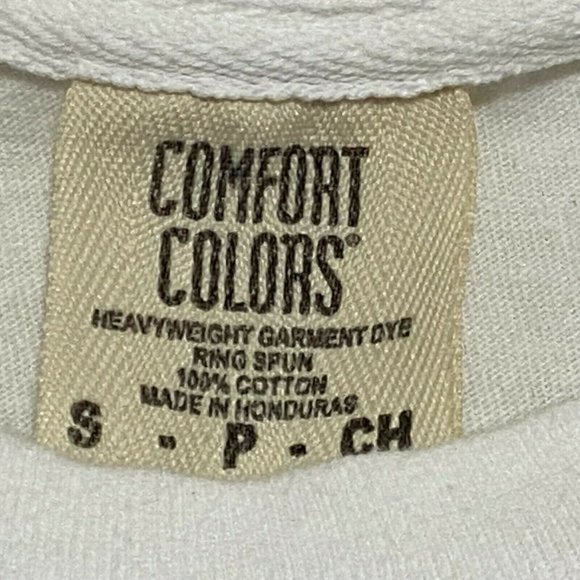 COMFORT
COLORS®
HEAVYWEIGHT GARMENT DYE
RING SPUN
100% COTTON
MADE IN HONDURAS
S - P - CH